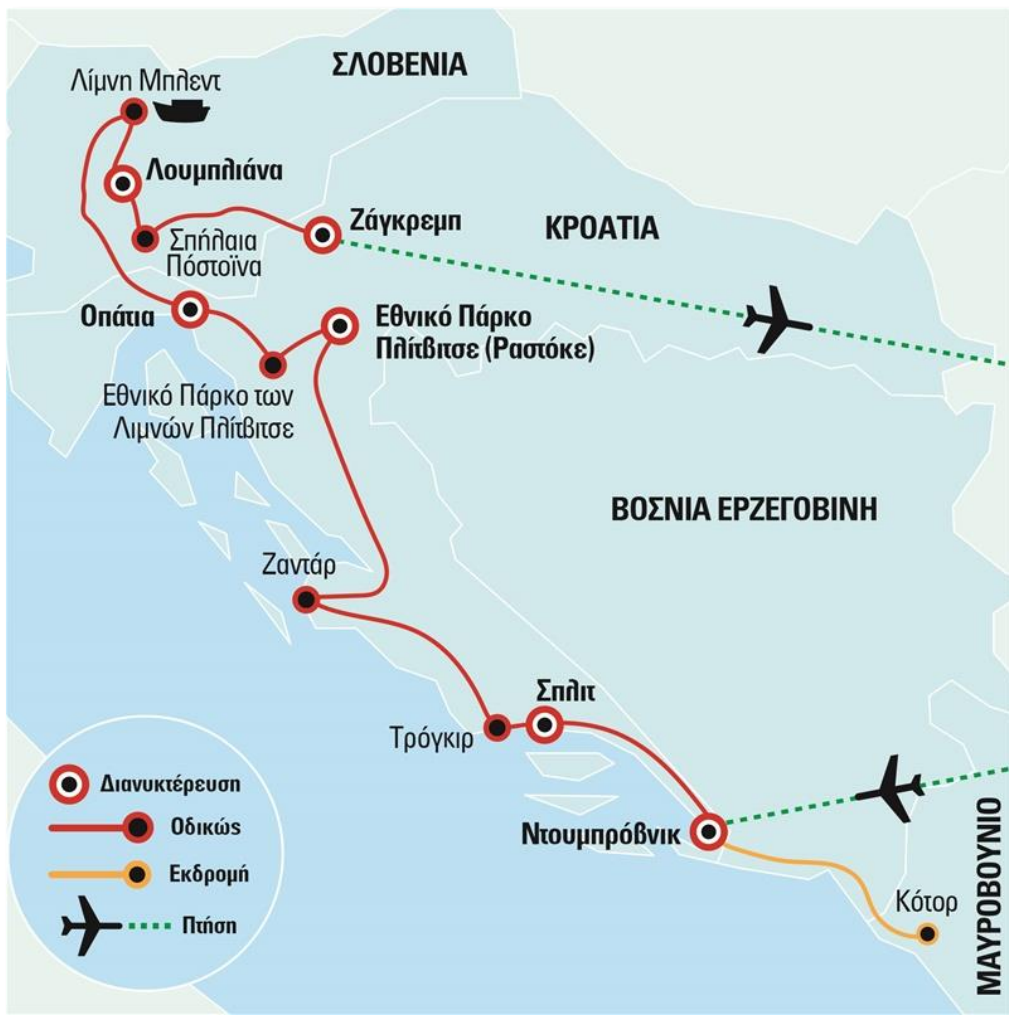 ΣΛΟΒΕΝΙΑ
Λίμνη Μπλεντ
Λουμπλιάνα
Ζάγκρεμπ
ΚΡΟΑΤΙΑ
Σπήλαια
Πόστοϊνα
Οπάτια
Εθνικό Πάρκο
Πλίτβιτσε (Ραστόκε)
Εθνικό Πάρκο των
Λιμνών Πλίτβιτσε
ΒΟΣΝΙΑ ΕΡΖΕΓΟΒΙΝΗ
Ζαντάρ
Σπλιτ
Τρόγκιρ
Ντουμπρόβνικ
Κότορ
ΜΑΥΡΟΒΟΥΝΙΟ
Διανυκτέρευση
Οδικώς
Εκδρομή
Πτήση